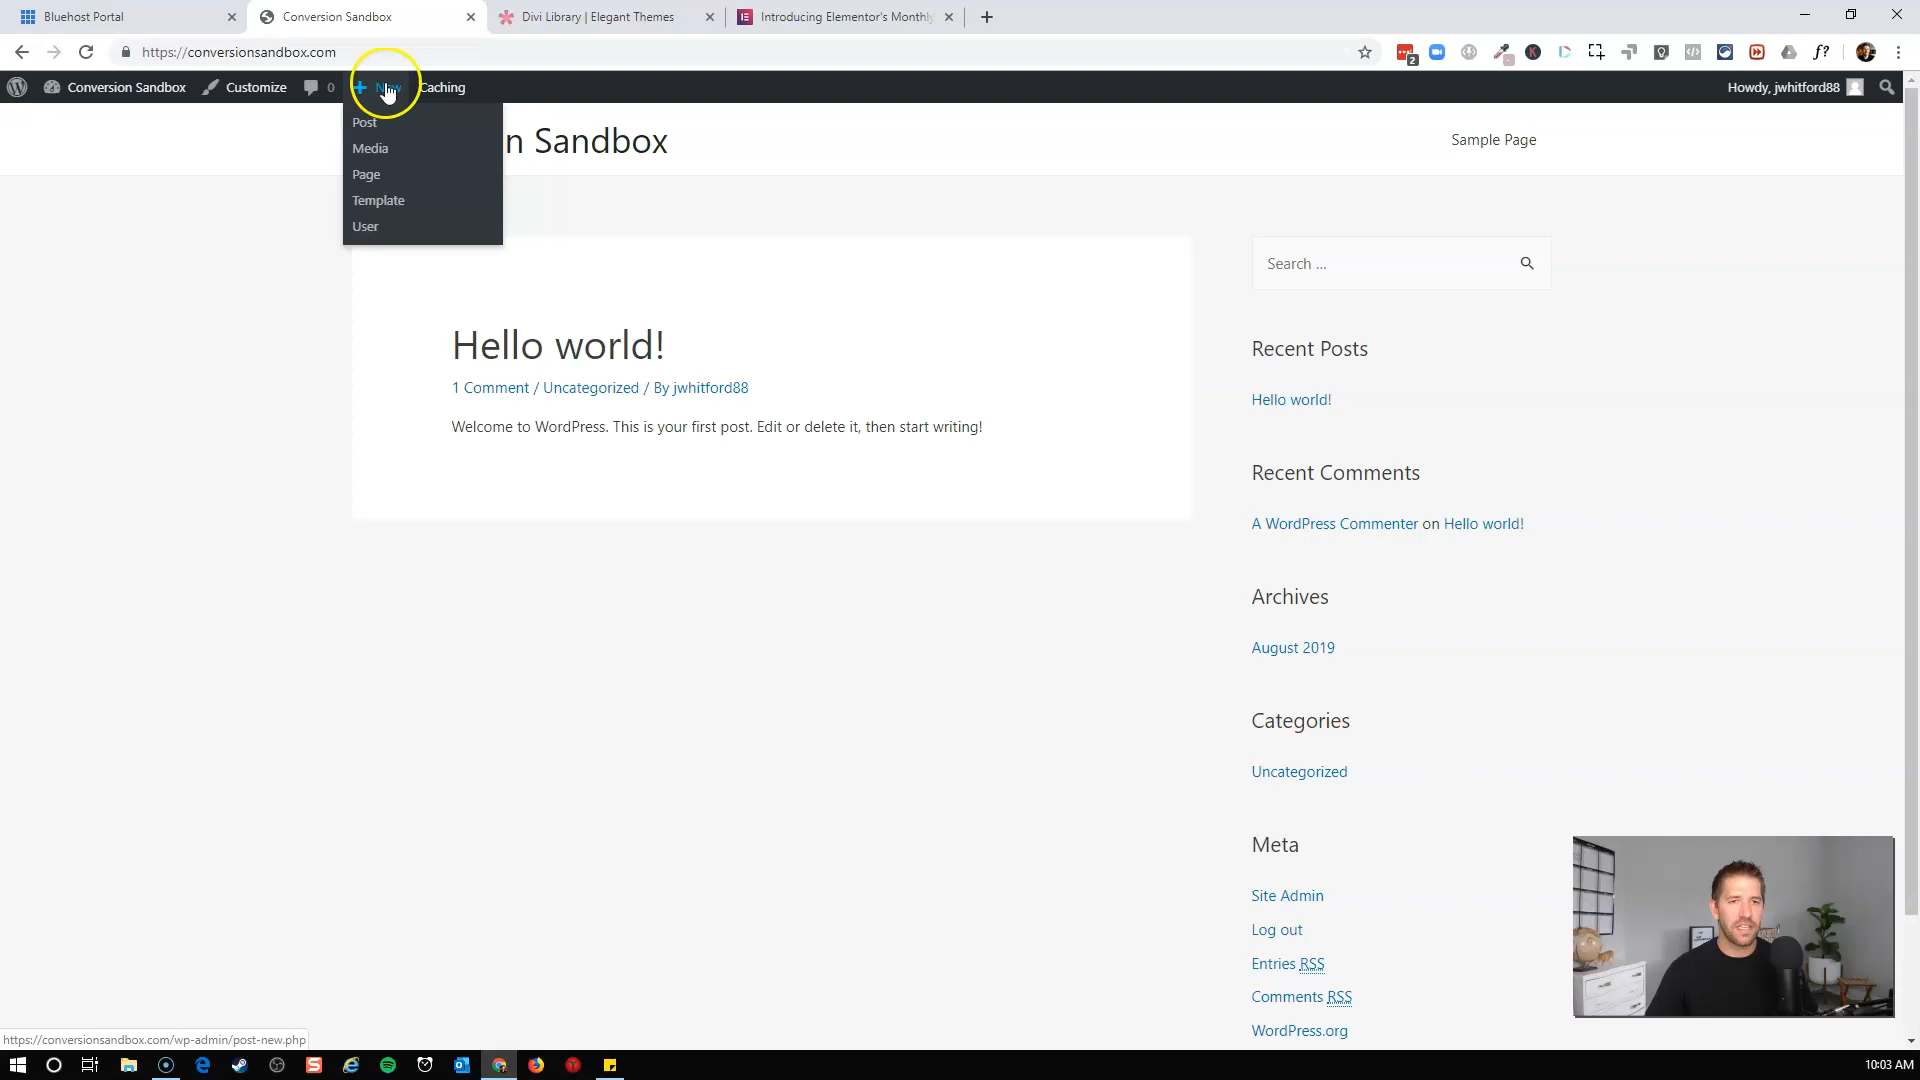 Bluehost Portal
Conversion Sandbox
Divi Library | Elegant Themes
Introducing Elementor's Monthly
https://conversionsandbox.com
2
Conversion Sandbox
Customize
0
New
Caching
Howdy, jwhitford88
Post
Media
Page
Template
User
n Sandbox
Sample Page
Search ...
Hello world!
1 Comment / Uncategorized / By jwhitford88
Welcome to WordPress. This is your first post. Edit or delete it, then start writing!
Recent Posts
Hello world!
Recent Comments
A WordPress Commenter on Hello world!
Archives
August 2019
Categories
Uncategorized
Meta
Site Admin
Log out
Entries RSS
Comments RSS
WordPress.org
https://conversionsandbox.com/wp-admin/post-new.php
10:03 AM